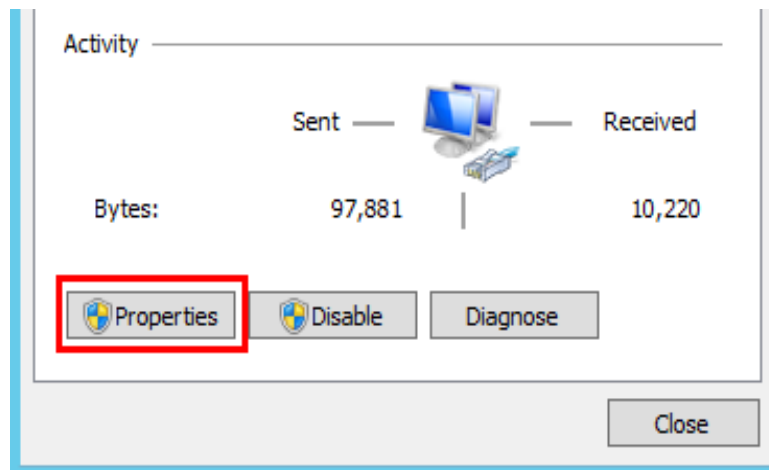 Activity
Sent Received
Bytes: 97,881 10,220
Properties Disable Diagnose
Close